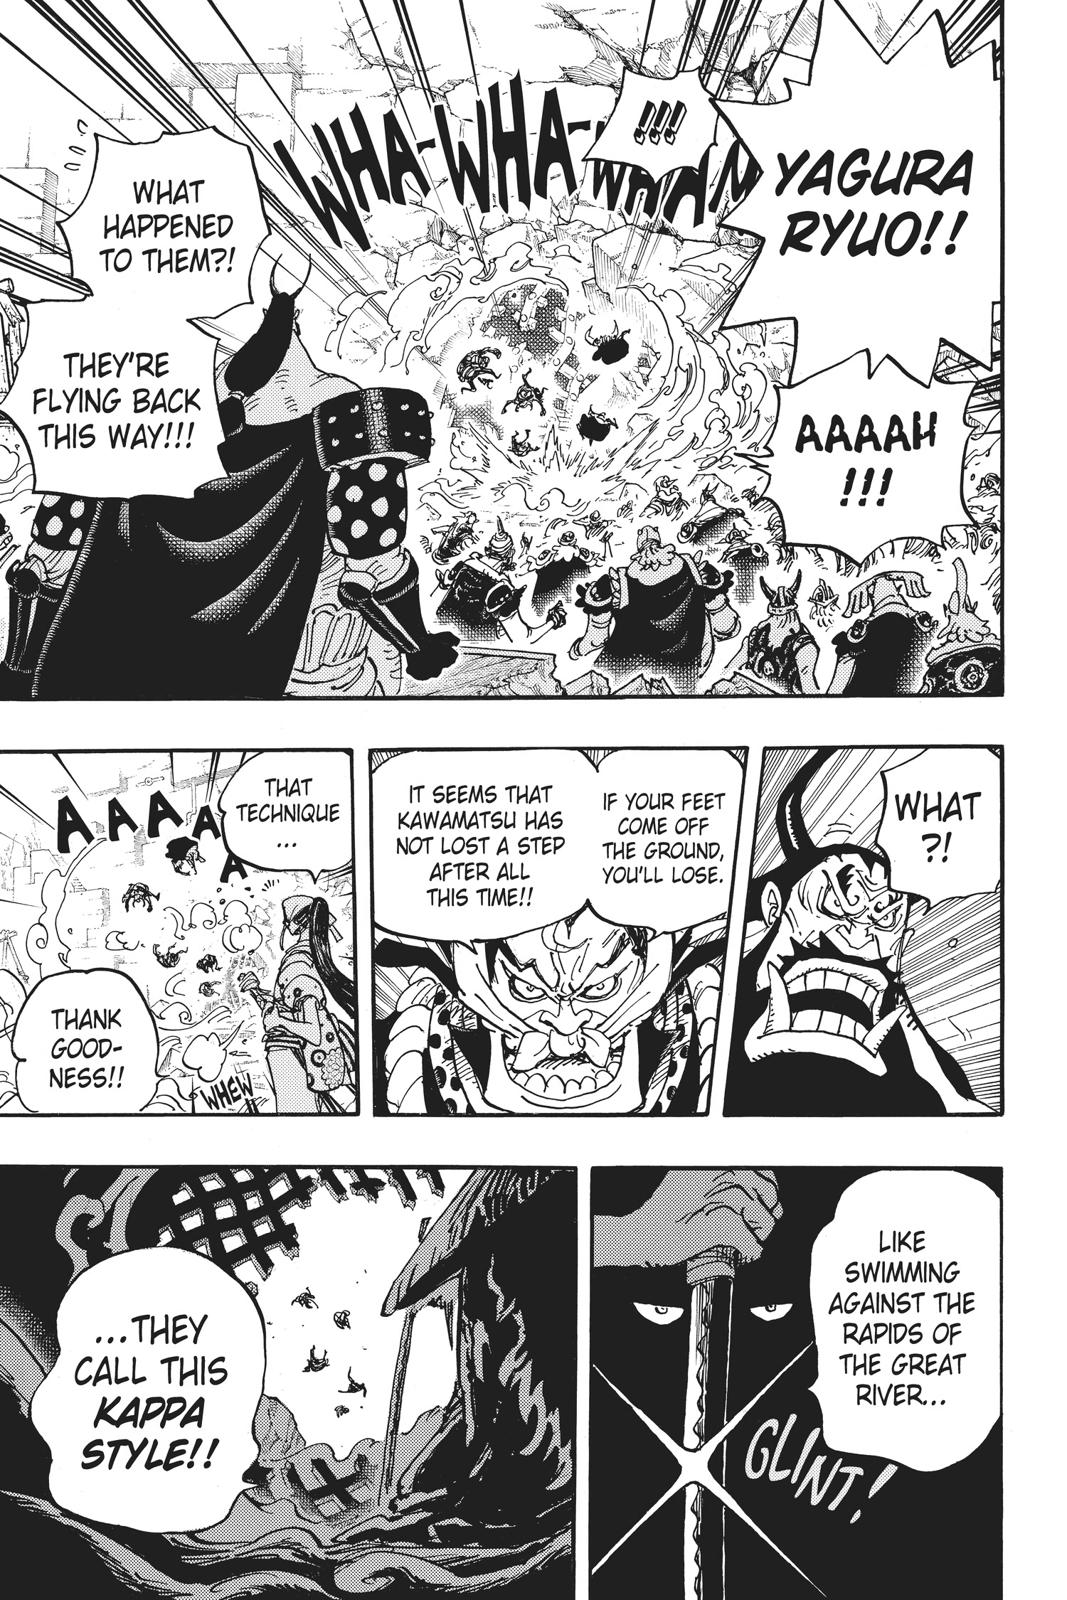 YAGURA
RYUO!!
!!!
WHA-WHA-WHAM
AAAAH
!!!
WHAT
HAPPENED
TO THEM?!
THEY'RE
FLYING BACK
THIS WAY!!!
WHAT
?!
IF YOUR FEET
COME OFF
THE GROUND,
YOU'LL LOSE.
IT SEEMS THAT
KAWAMATSU HAS
NOT LOST A STEP
AFTER ALL
THIS TIME!!
THAT
TECHNIQUE
...
AAAAA
THANK
GOOD-
NESS!!
WHEW
!!
LIKE
SWIMMING
AGAINST THE
RAPIDS OF
THE GREAT
RIVER...
GLINT!
...THEY
CALL THIS
KAPPA
STYLE!!